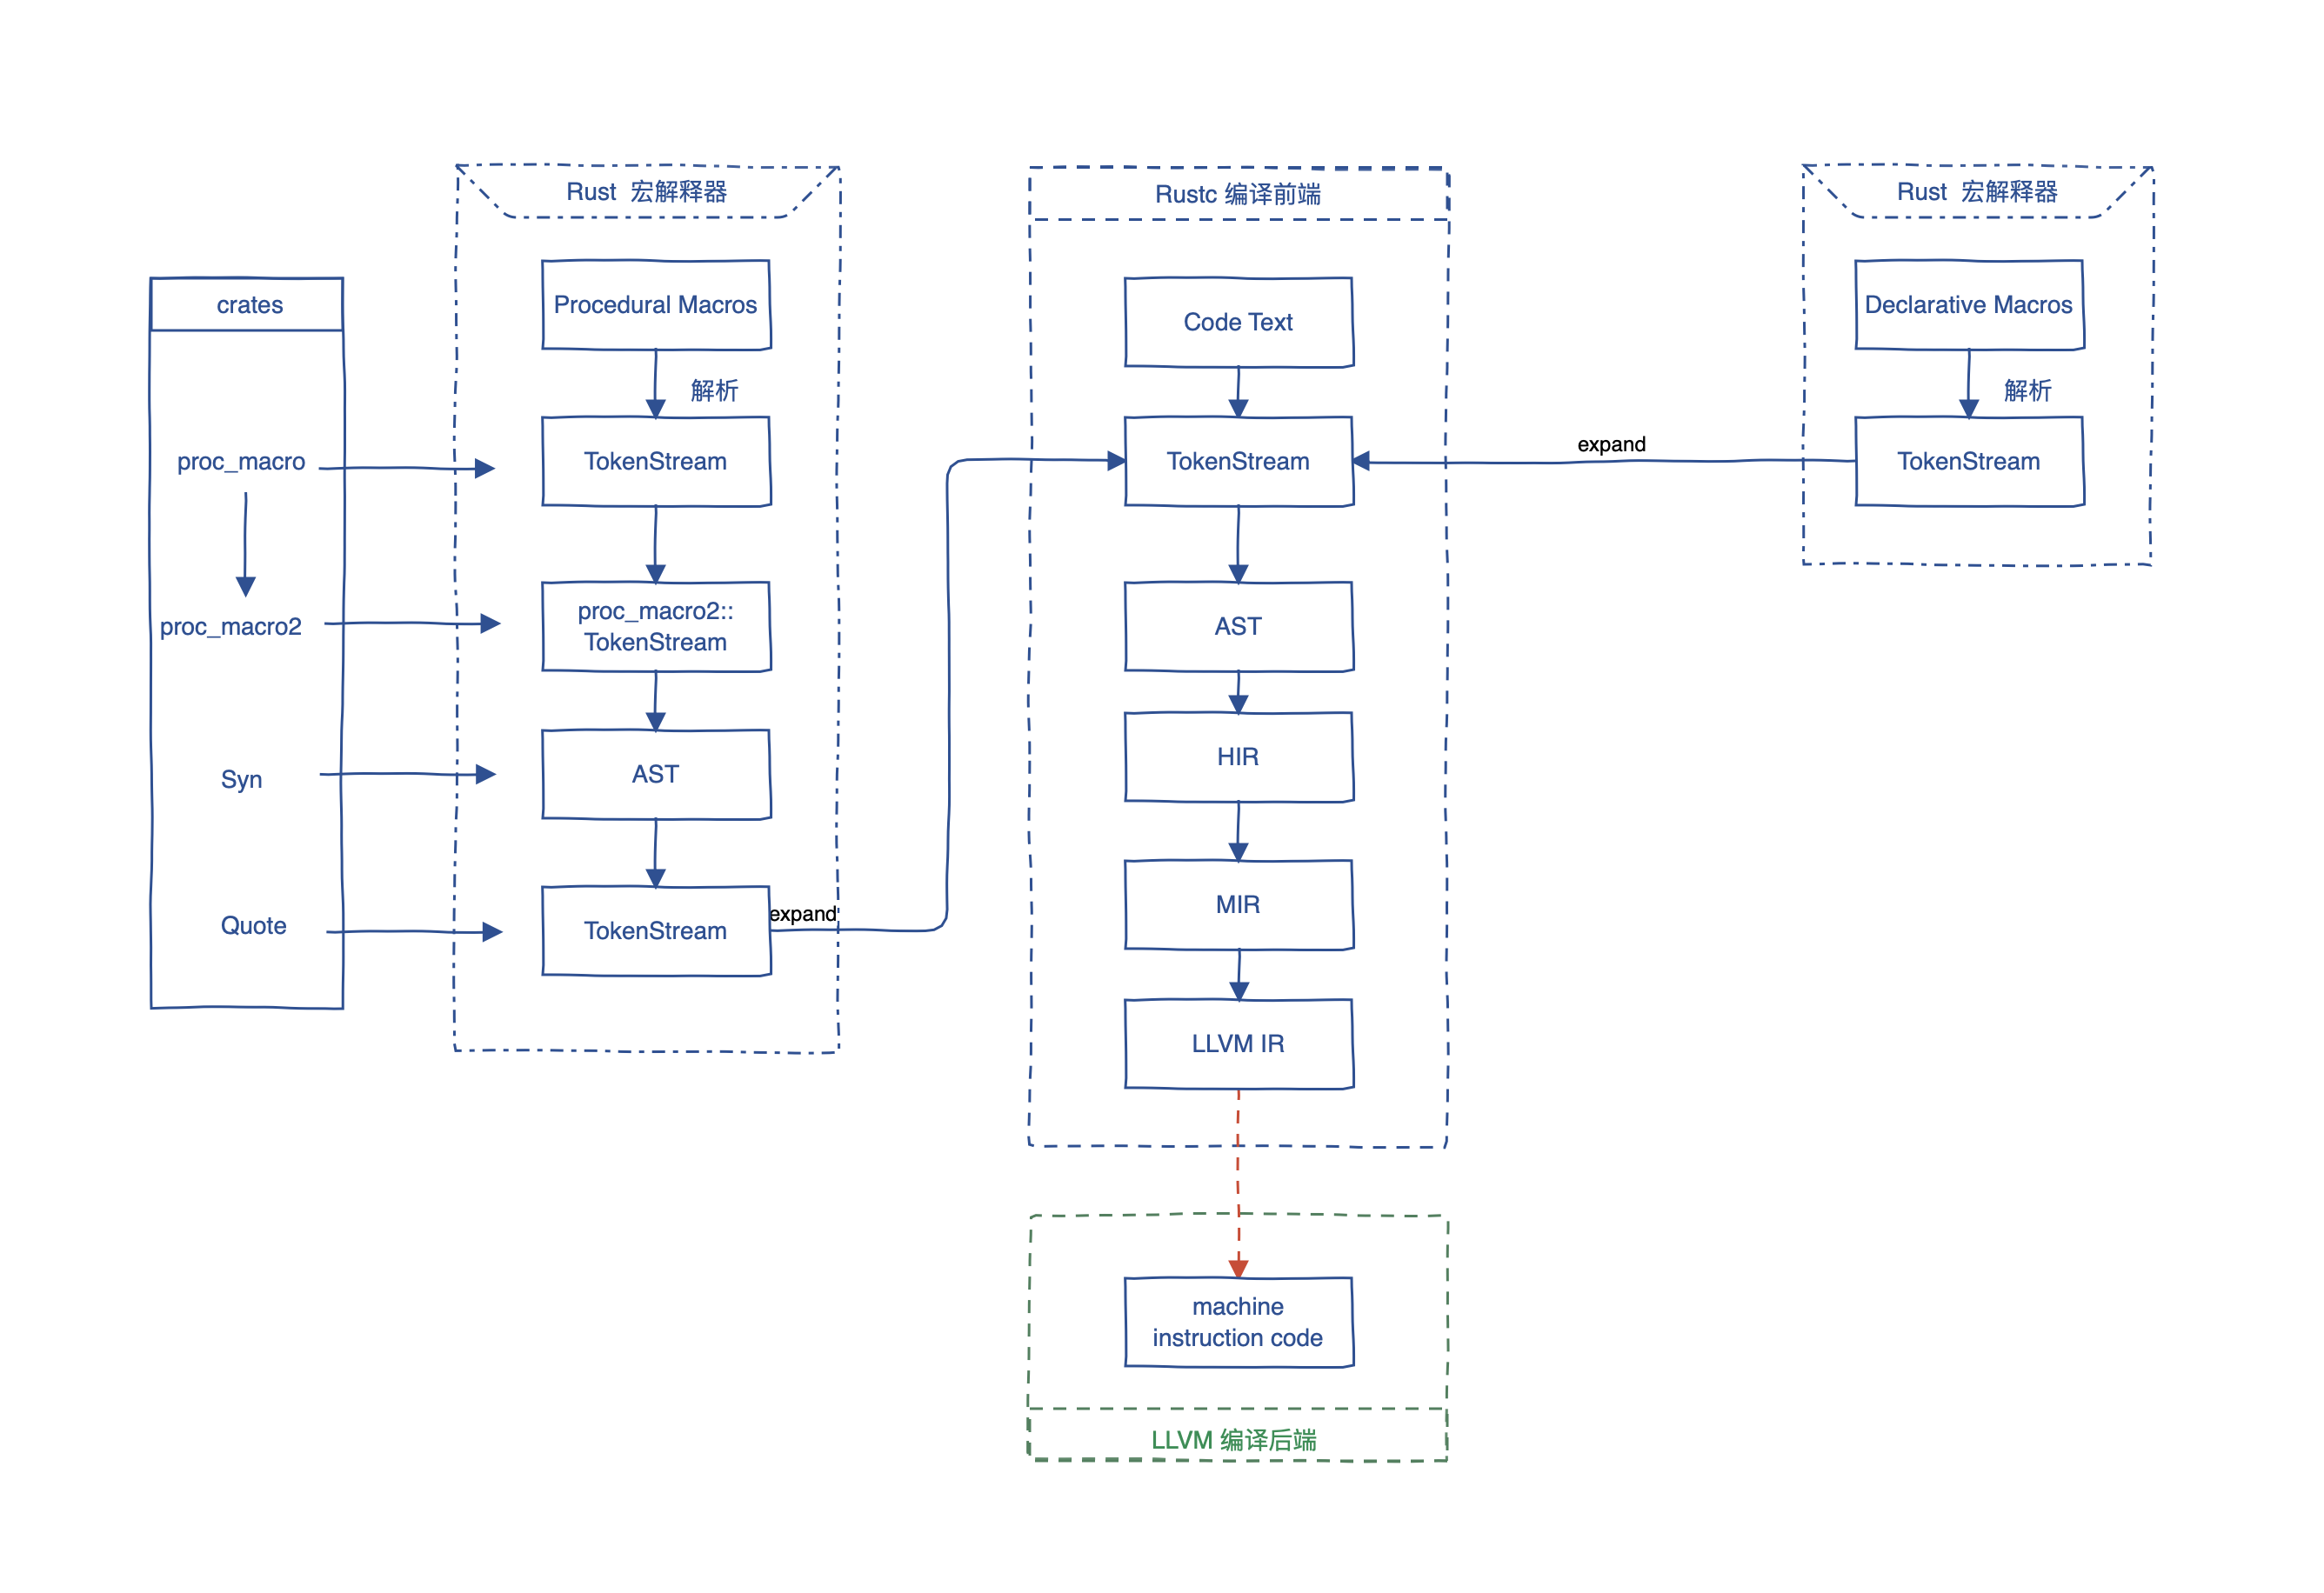 crates
proc_macro
proc_macro2
Syn
Quote
Rust 宏解释器
Procedural Macros
解析
TokenStream
proc_macro2::
TokenStream
AST
TokenStream
expand
Rustc 编译前端
Code Text
TokenStream
AST
HIR
MIR
LLVM IR
machine
instruction code
LLVM 编译后端
expand
Rust 宏解释器
Declarative Macros
解析
TokenStream